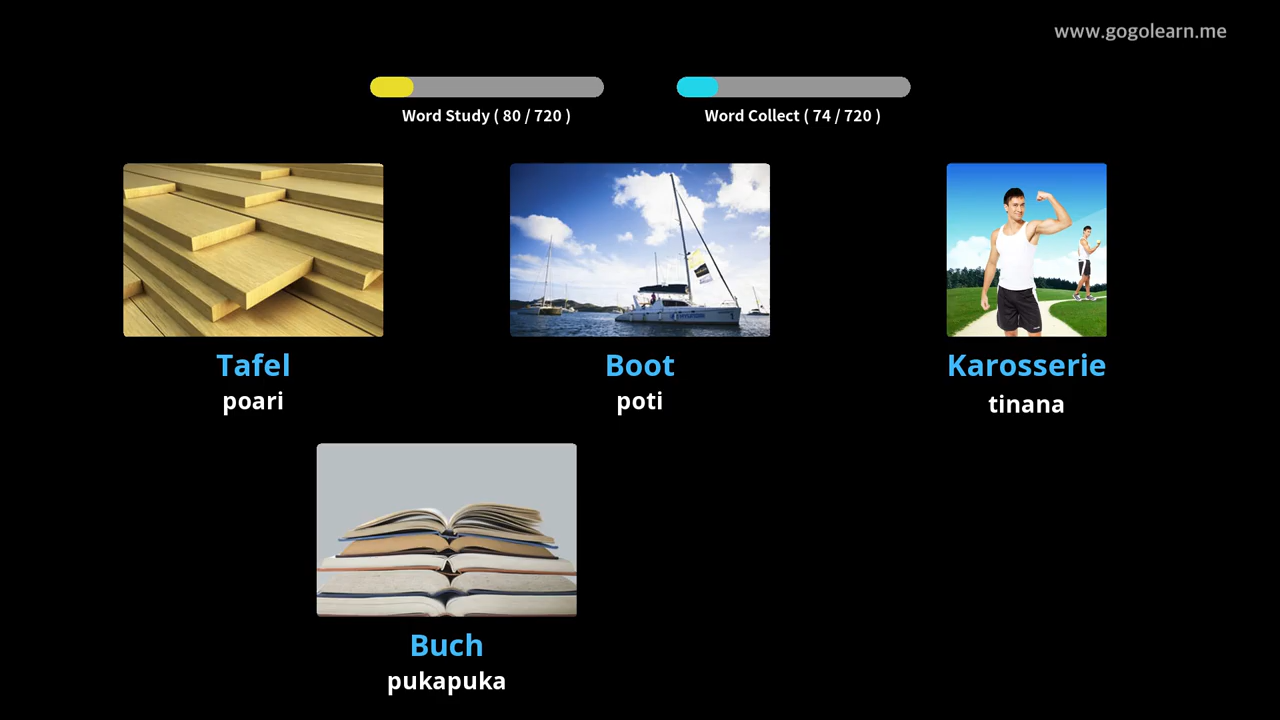 www.gogolearn.me
Word Study ( 80 / 720 )
Word Collect ( 74 / 720 )
Tafel
poari
Boot
poti
Karosserie
tinana
Buch
pukapuka